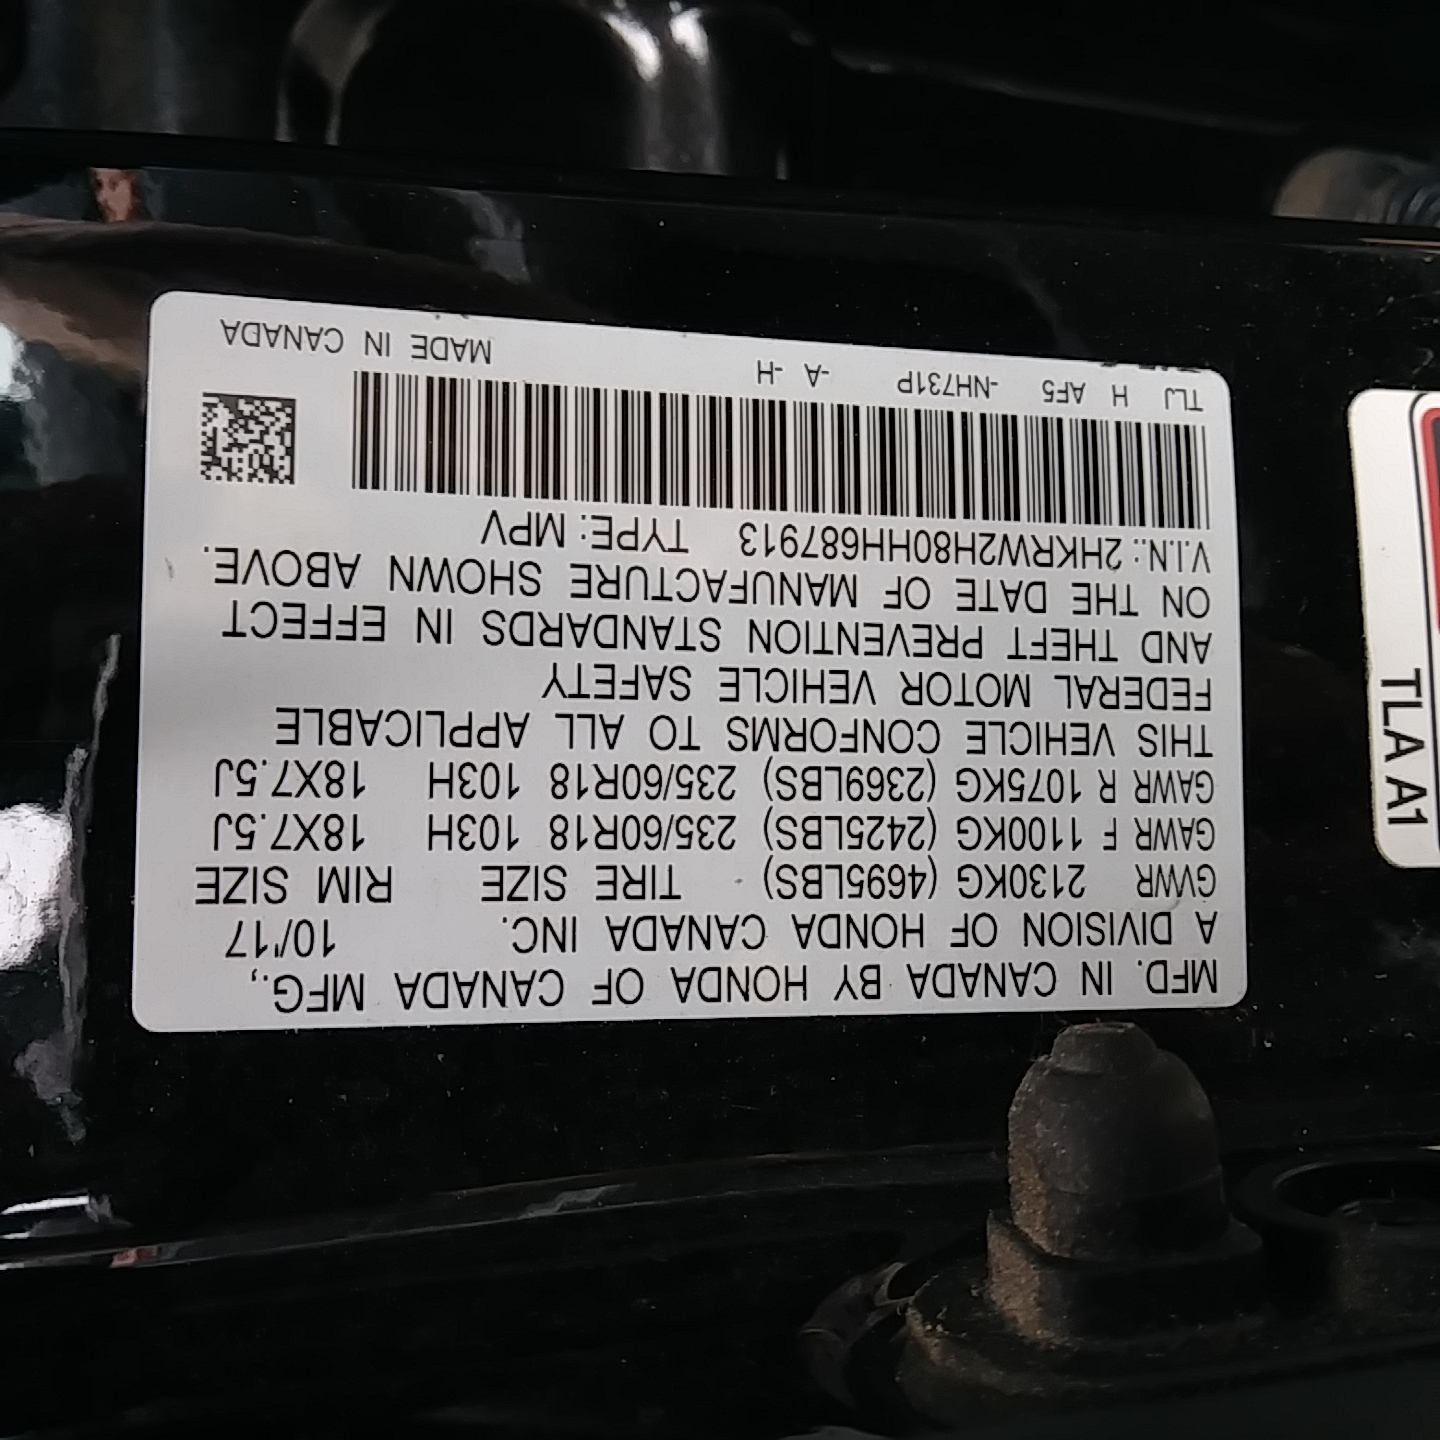 MFD. IN CANADA BY HONDA OF CANADA MFG.,
A DIVISION OF HONDA CANADA INC. 10/'17
GVWR 2130KG (4695LBS) TIRE SIZE RIM SIZE
GAWR F 1100KG (2425LBS) 235/60R18 103H 18X7.5J
GAWR R 1075KG (2369LBS) 235/60R18 103H 18X7.5J
THIS VEHICLE CONFORMS TO ALL APPLICABLE
FEDERAL MOTOR VEHICLE SAFETY
AND THEFT PREVENTION STANDARDS IN EFFECT
ON THE DATE OF MANUFACTURE SHOWN ABOVE.
V.I.N.: 2HKRW2H80HH687913 TYPE: MPV
TLJ H AF5 -NH731P -A -H MADE IN CANADA
TLA A1